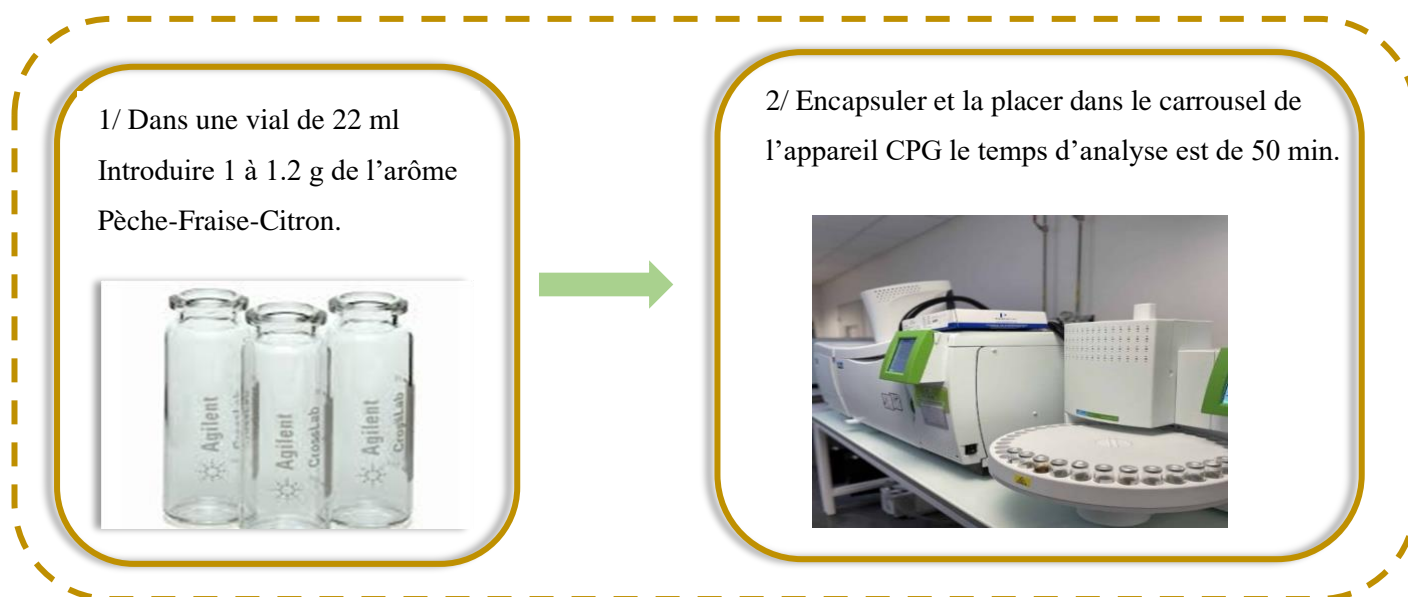 1/ Dans une vial de 22 ml
Introduire 1 à 1.2 g de l’arôme
Pèche-Fraise-Citron.
Agilent
CrossLab
Agilent
CrossLab
Agilent
CrossLab
2/ Encapsuler et la placer dans le carrousel de
l’appareil CPG le temps d’analyse est de 50 min.